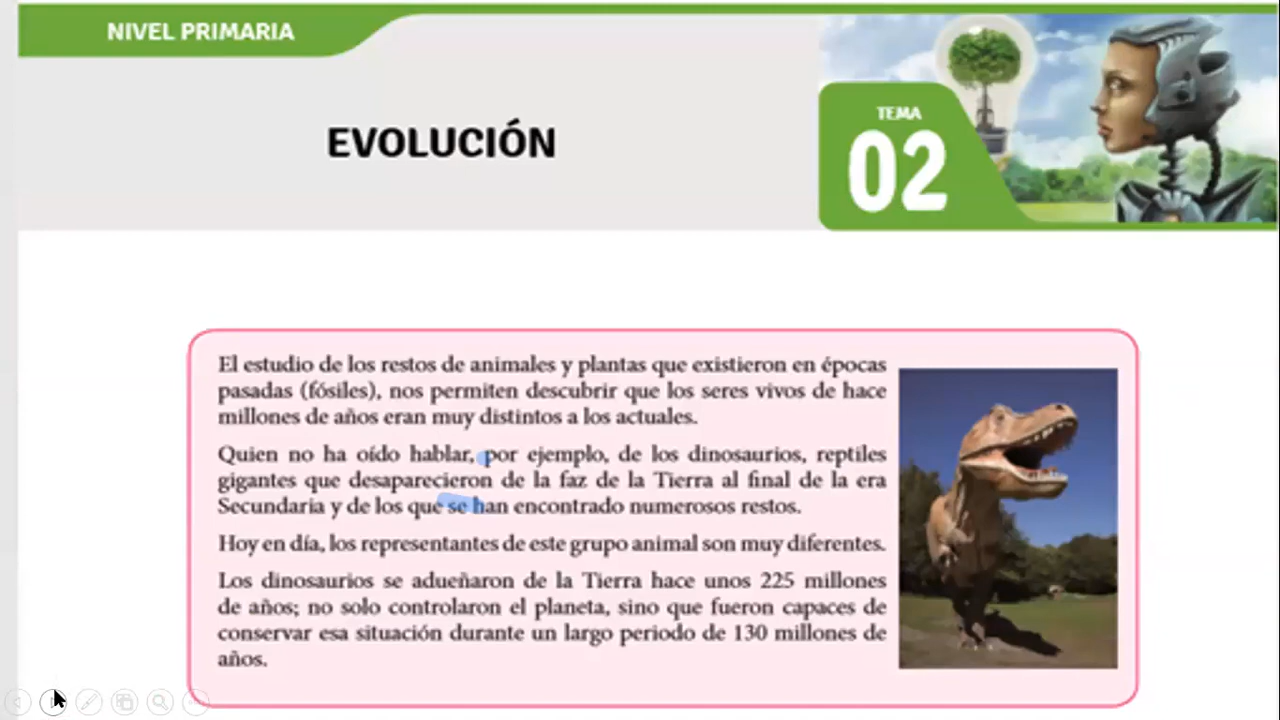 NIVEL PRIMARIA
EVOLUCIÓN
TEMA
02
El estudio de los restos de animales y plantas que existieron en épocas
pasadas (fósiles), nos permiten descubrir que los seres vivos de hace
millones de años eran muy distintos a los actuales.
Quien no ha oído hablar, por ejemplo, de los dinosaurios, reptiles
gigantes que desaparecieron de la faz de la Tierra al final de la era
Secundaria y de los que se han encontrado numerosos restos.
Hoy en día, los representantes de este grupo animal son muy diferentes.
Los dinosaurios se adueñaron de la Tierra hace unos 225 millones
de años; no solo controlaron el planeta, sino que fueron capaces de
conservar esa situación durante un largo periodo de 130 millones de
años.